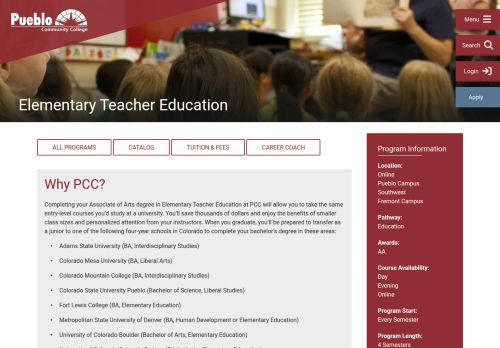 Pueblo
Community College
Menu
Search
Login
Apply
Elementary Teacher Education
ALL PROGRAMS
CATALOG
TUITION & FEES
CAREER COACH
Why PCC?
Completing your Associate of Arts degree in Elementary Teacher Education at PCC will allow you to take the same
entry-level courses you'd study at a university. You'll save thousands of dollars and enjoy the benefits of smaller
class sizes and personalized attention from your instructors. When you graduate, you'll be prepared to transfer as
a junior to one of the following four-year schools in Colorado to complete your bachelor's degree in these areas:
Adams State University (BA, Interdisciplinary Studies)
Colorado Mesa University (BA, Liberal Arts)
Colorado Mountain College (BA, Interdisciplinary Studies)
Colorado State University Pueblo (Bachelor of Science, Liberal Studies)
Fort Lewis College (BA, Elementary Education)
Metropolitan State University of Denver (BA, Human Development or Elementary Education)
University of Colorado-Boulder (Bachelor of Arts, Elementary Education)
Program Information
Location:
Online
Pueblo Campus
Southwest
Fremont Campus
Pathway:
Education
Awards:
AA
Course Availability:
Day
Evening
Online
Program Start:
Every Semester
Program Length:
4 Semesters